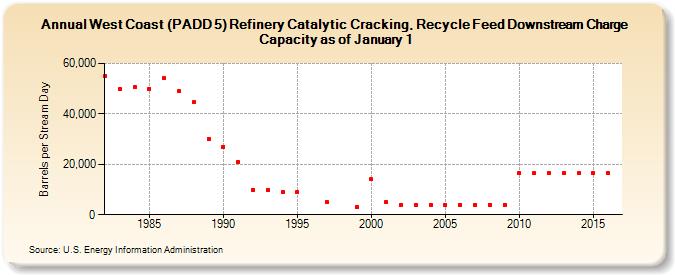 Annual West Coast (PADD 5) Refinery Catalytic Cracking, Recycle Feed Downstream Charge
Capacity as of January 1
Barrels per Stream Day
60,000
40,000
20,000
0
1985 1990 1995 2000 2005 2010 2015
Source: U.S. Energy Information Administration